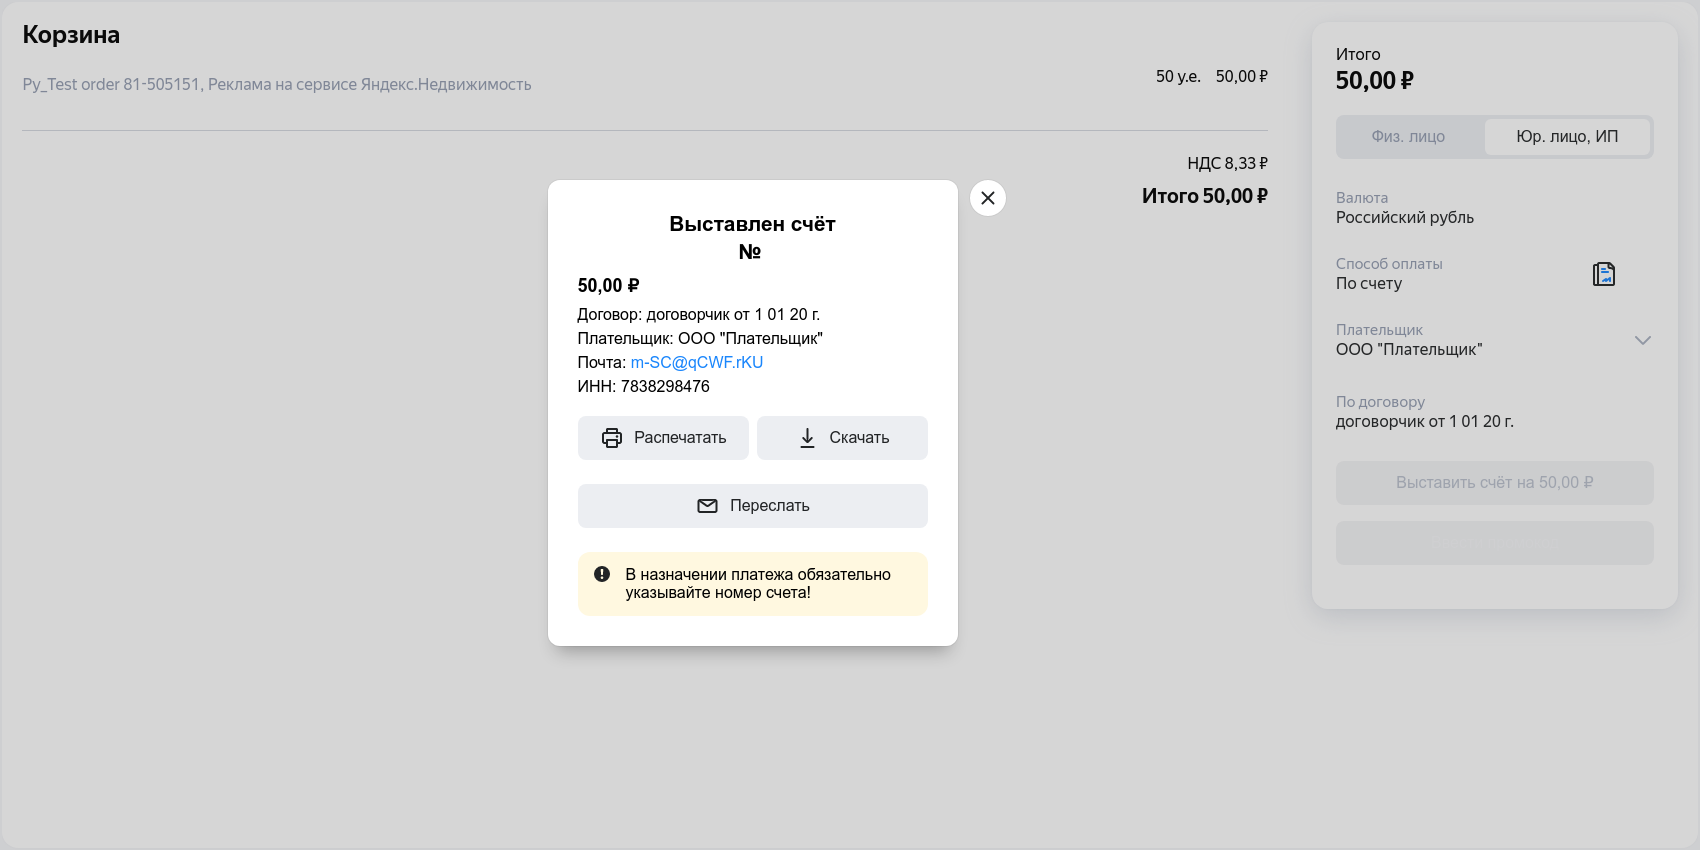 Корзина
Py_Test order 81-505151, Реклама на сервисе Яндекс.Недвижимость
50 у.е. 50,00 ₽
НДС 8,33 ₽
Итого 50,00 ₽
Выставлен счёт
№
50,00 ₽
Договор: договорчик от 1 01 20 г.
Плательщик: ООО "Плательщик"
Почта: m-SC@qCWF.rKU
ИНН: 7838298476
Распечатать
Скачать
Переслать
В назначении платежа обязательно
указывайте номер счета!
Итого
50,00 ₽
Физ. лицо
Юр. лицо, ИП
Валюта
Российский рубль
Способ оплаты
По счету
Плательщик
ООО "Плательщик"
По договору
договорчик от 1 01 20 г.
Выставить счёт на 50,00 ₽